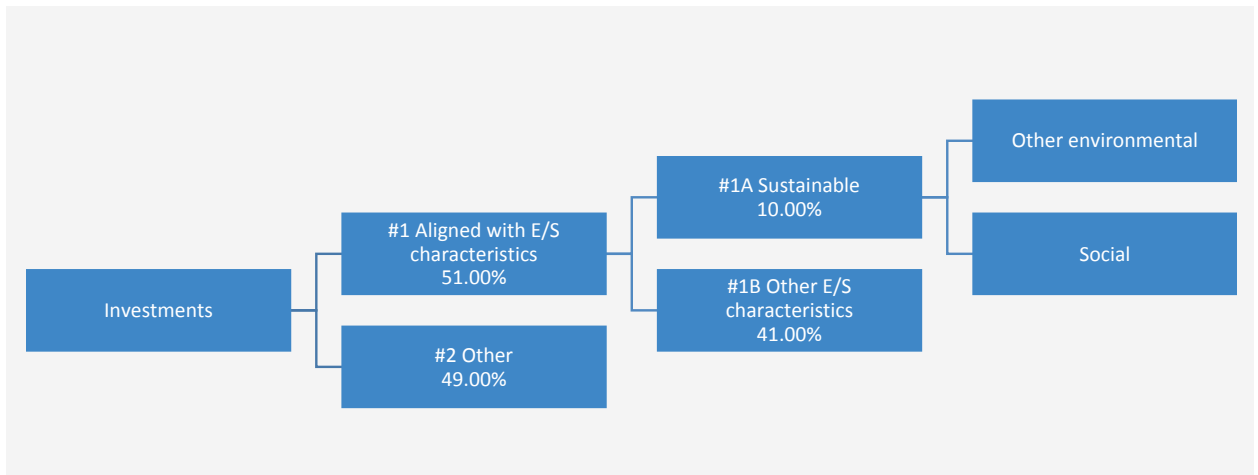 Investments
#1 Aligned with E/S
characteristics
51.00%
#2 Other
49.00%
#1A Sustainable
10.00%
#1B Other E/S
characteristics
41.00%
Other environmental
Social